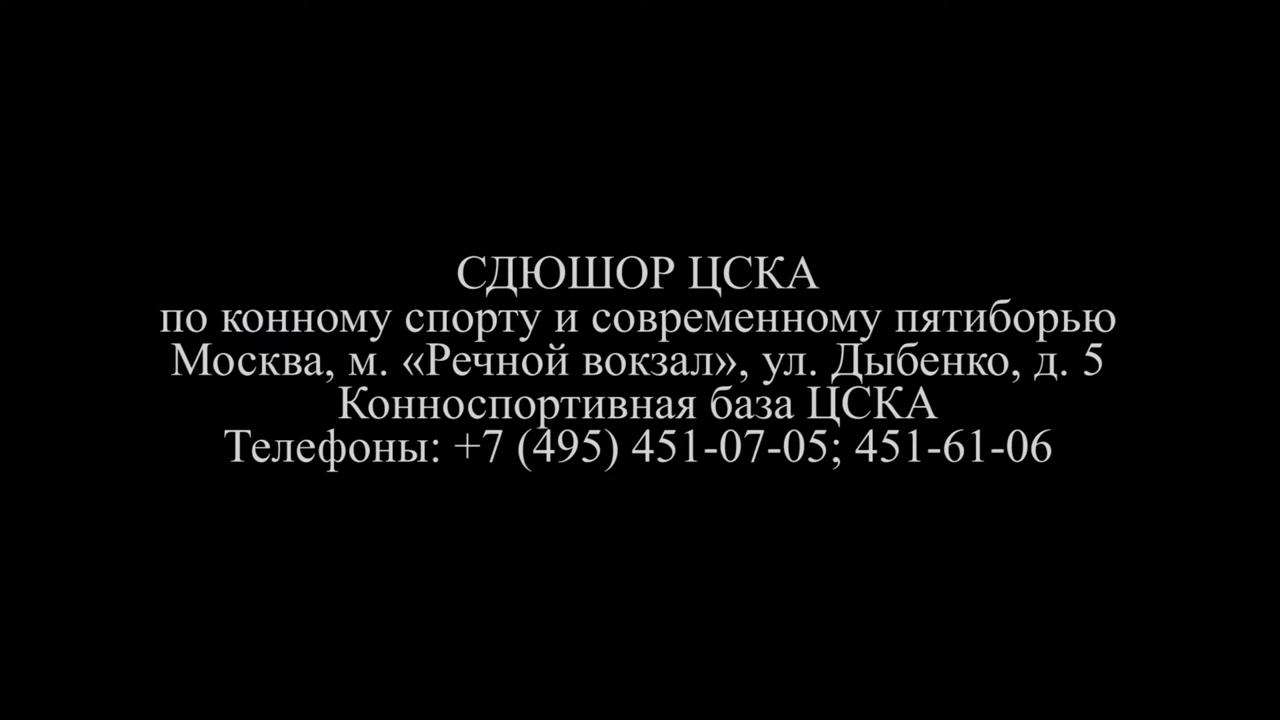 СДЮШОР ЦСКА
по конному спорту и современному пятиборью
Москва, м. «Речной вокзал», ул. Дыбенко, д. 5
Конноспортивная база ЦСКА
Телефоны: +7 (495) 451-07-05; 451-61-06